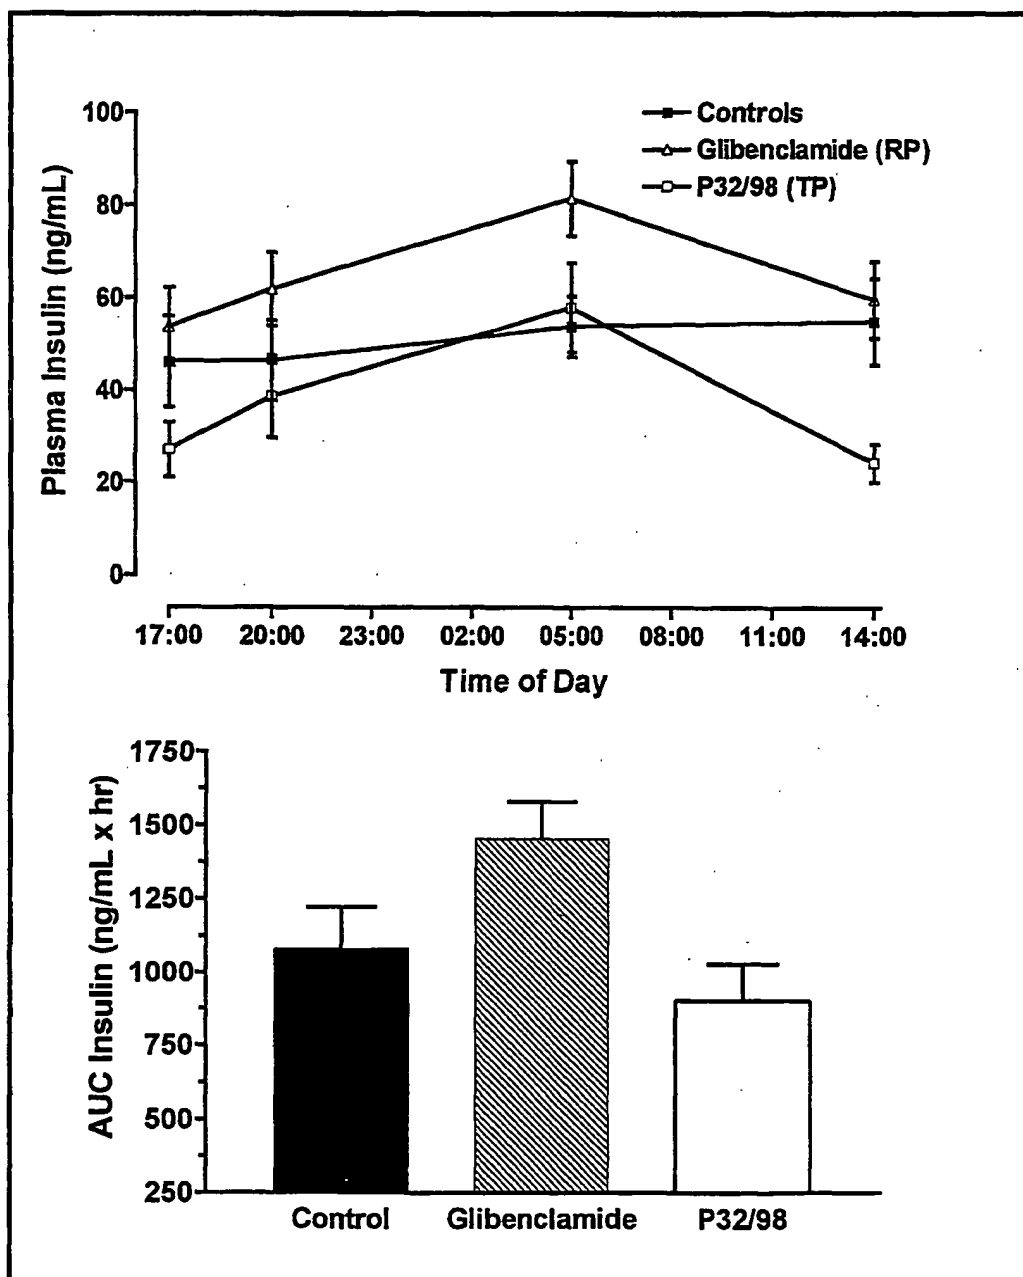 100
80
60
40
20
0
Plasma Insulin (ng/mL)
Controls
Glibenclamide (RP)
P32/98 (TP)
17:00 20:00 23:00 02:00 05:00 08:00 11:00 14:00
Time of Day
1750
1500
1250
1000
750
500
250
AUC Insulin (ng/mL x hr)
Control Glibenclamide P32/98